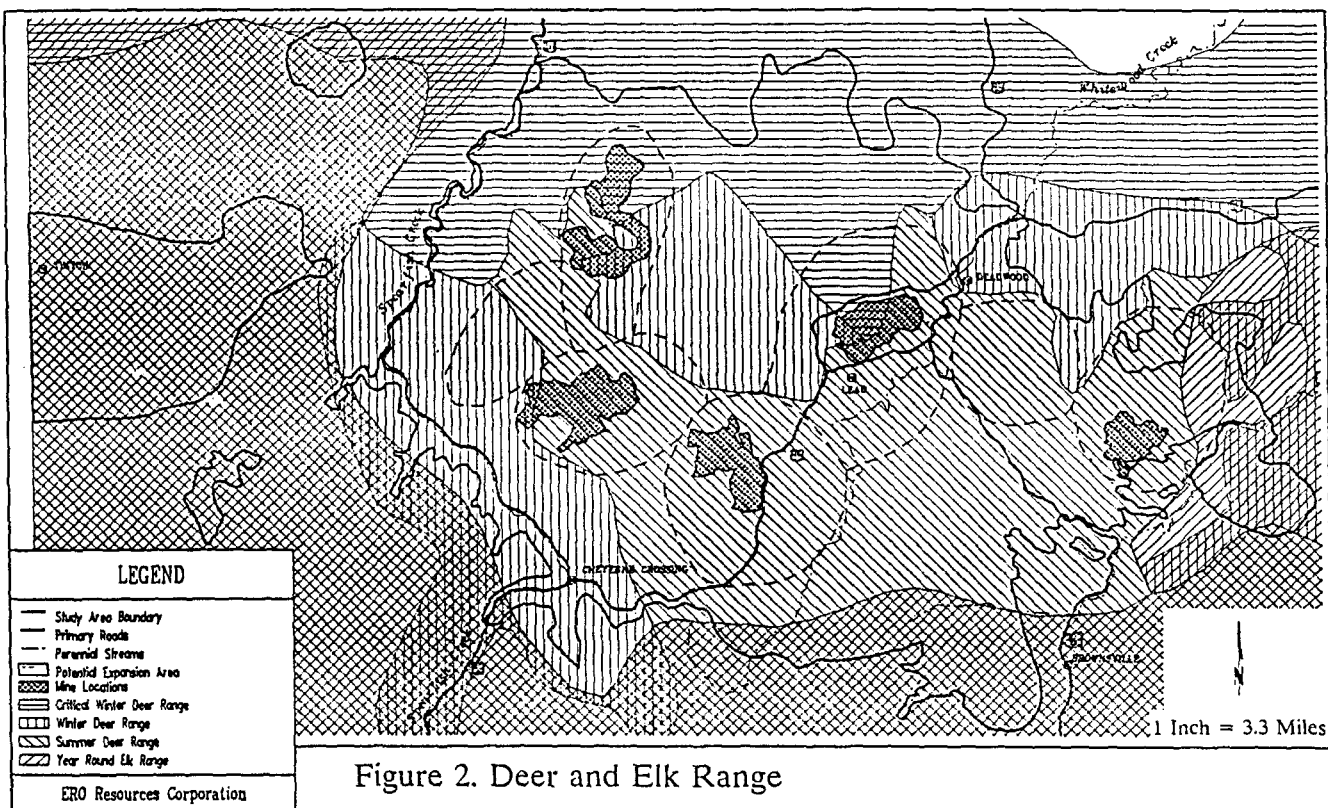 Whitewood Creek
Spearfish Creek
TINTON
DEADWOOD
LEAD
CHEYENNE CROSSING
BROWNSVILLE
N
1 Inch = 3.3 Miles
LEGEND
Study Area Boundary
Primary Roads
Perennial Streams
Potential Expansion Area
Mine Locations
Critical Winter Deer Range
Winter Deer Range
Summer Deer Range
Year Round Elk Range
ERO Resources Corporation
Figure 2. Deer and Elk Range